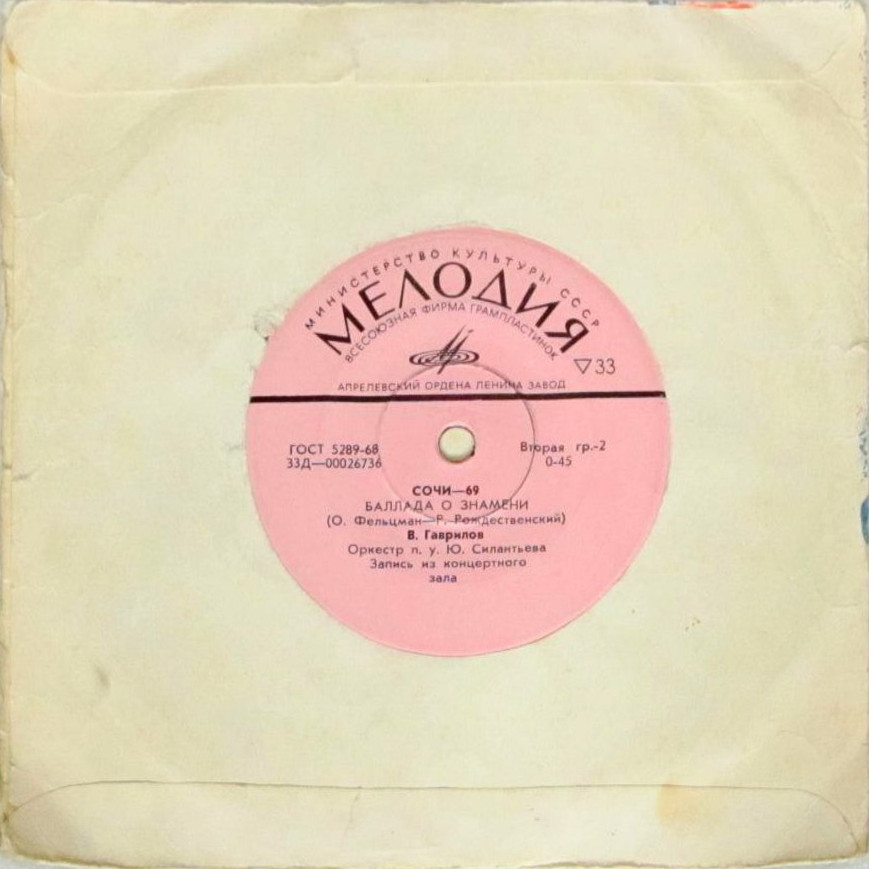 МИНИСТЕРСТВО КУЛЬТУРЫ СССР
МЕЛОДИЯ
ВСЕСОЮЗНАЯ ФИРМА ГРАМПЛАСТИНОК
▽33
АПРЕЛЕВСКИЙ ОРДЕНА ЛЕНИНА ЗАВОД
ГОСТ 5289-68 Вторая гр.-2
33Д—00026736 0-45
СОЧИ—69
БАЛЛАДА О ЗНАМЕНИ
(О. Фельцман—Р. Рождественский)
В. Гаврилов
Оркестр п. у. Ю. Силантьева
Запись из концертного
зала